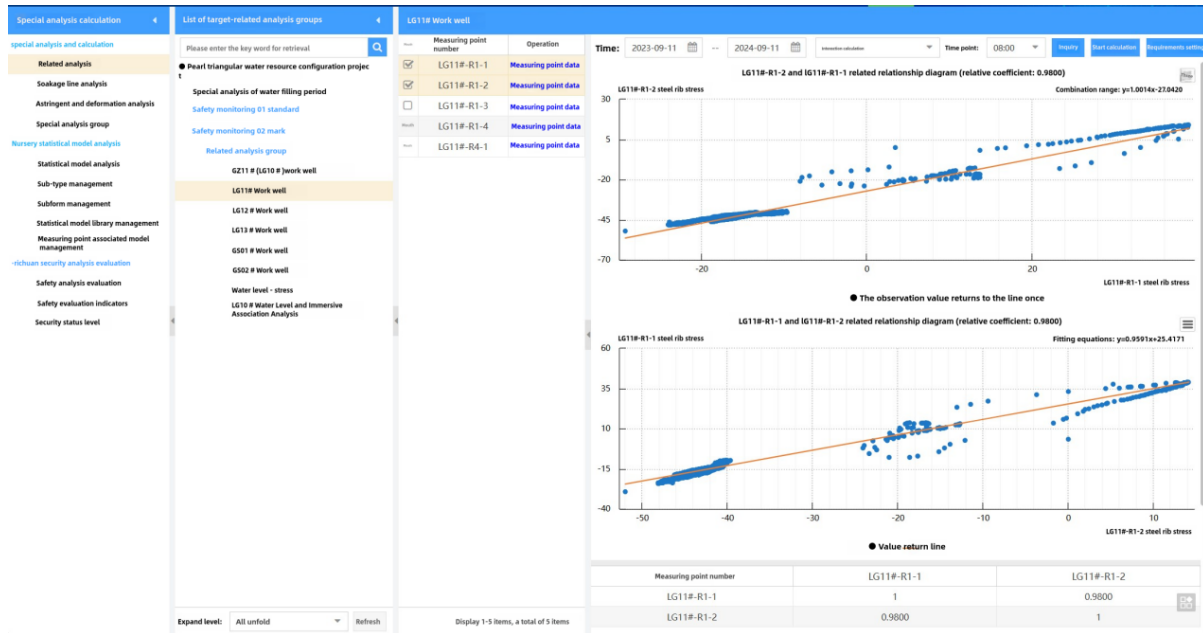 Special analysis calculation
special analysis and calculation
Related analysis
Soakage line analysis
Astringent and deformation analysis
Special analysis group
Nursery statistical model analysis
Statistical model analysis
Sub-type management
Subform management
Statistical model library management
Measuring point associated model
management
-richuan security analysis evaluation
Safety analysis evaluation
Safety evaluation indicators
Security status level
List of target-related analysis groups
Please enter the key word for retrieval
Pearl triangular water resource configuration projec
t
Special analysis of water filling period
Safety monitoring 01 standard
Safety monitoring 02 mark
Related analysis group
GZ11 # (LG10 # )work well
LG11# Work well
LG12 # Work well
LG13 # Work well
GS01 # Work well
GS02 # Work well
Water level - stress
LG10 # Water Level and Immersive
Association Analysis
Expand level: All unfold Refresh
LG11# Work well
Measuring point
number Operation
LG11#-R1-1 Measuring point data
LG11#-R1-2 Measuring point data
LG11#-R1-3 Measuring point data
LG11#-R1-4 Measuring point data
LG11#-R4-1 Measuring point data
Display 1-5 items, a total of 5 items
Time: 2023-09-11 -- 2024-09-11 Interactive calculation Time point: 08:00 Inquiry Start calculation Requirements setting
LG11#-R1-2 and lG11#-R1-1 related relationship diagram (relative coefficient: 0.9800)
LG11#-R1-2 steel rib stress Combination range: y=1.0014x-27.0420
30
5
-20
-45
-70
-20 0 20
LG11#-R1-1 steel rib stress
The observation value returns to the line once
LG11#-R1-1 and lG11#-R1-2 related relationship diagram (relative coefficient: 0.9800)
LG11#-R1-1 steel rib stress Fitting equations: y=0.9591x+25.4171
60
35
10
-15
-40
-50 -40 -30 -20 -10 0 10
LG11#-R1-2 steel rib stress
Value return line
Measuring point number LG11#-R1-1 LG11#-R1-2
LG11#-R1-1 1 0.9800
LG11#-R1-2 0.9800 1